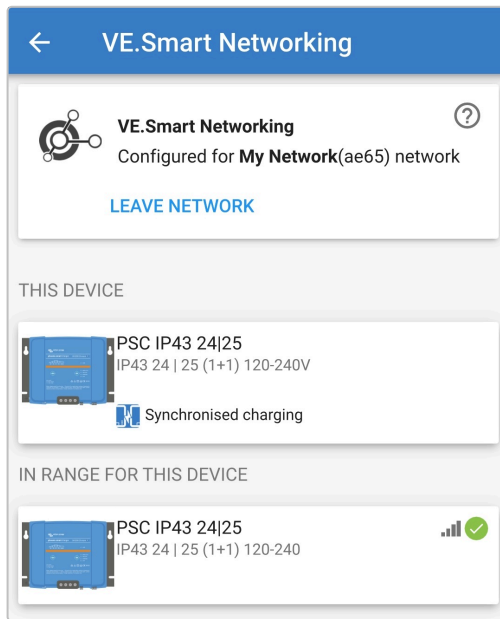 VE.Smart Networking
VE.Smart Networking
Configured for My Network(ae65) network
LEAVE NETWORK
THIS DEVICE
PSC IP43 24|25
IP43 24 | 25 (1+1) 120-240V
Synchronised charging
IN RANGE FOR THIS DEVICE
PSC IP43 24|25
IP43 24 | 25 (1+1) 120-240